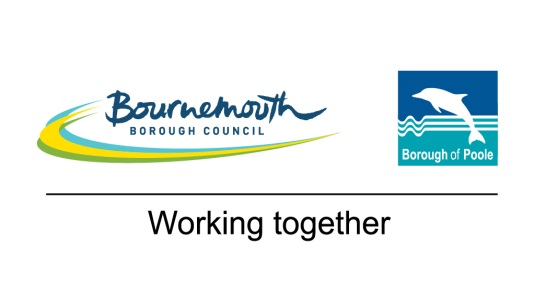 Bournemouth
BOROUGH COUNCIL
Borough of Poole
Working together